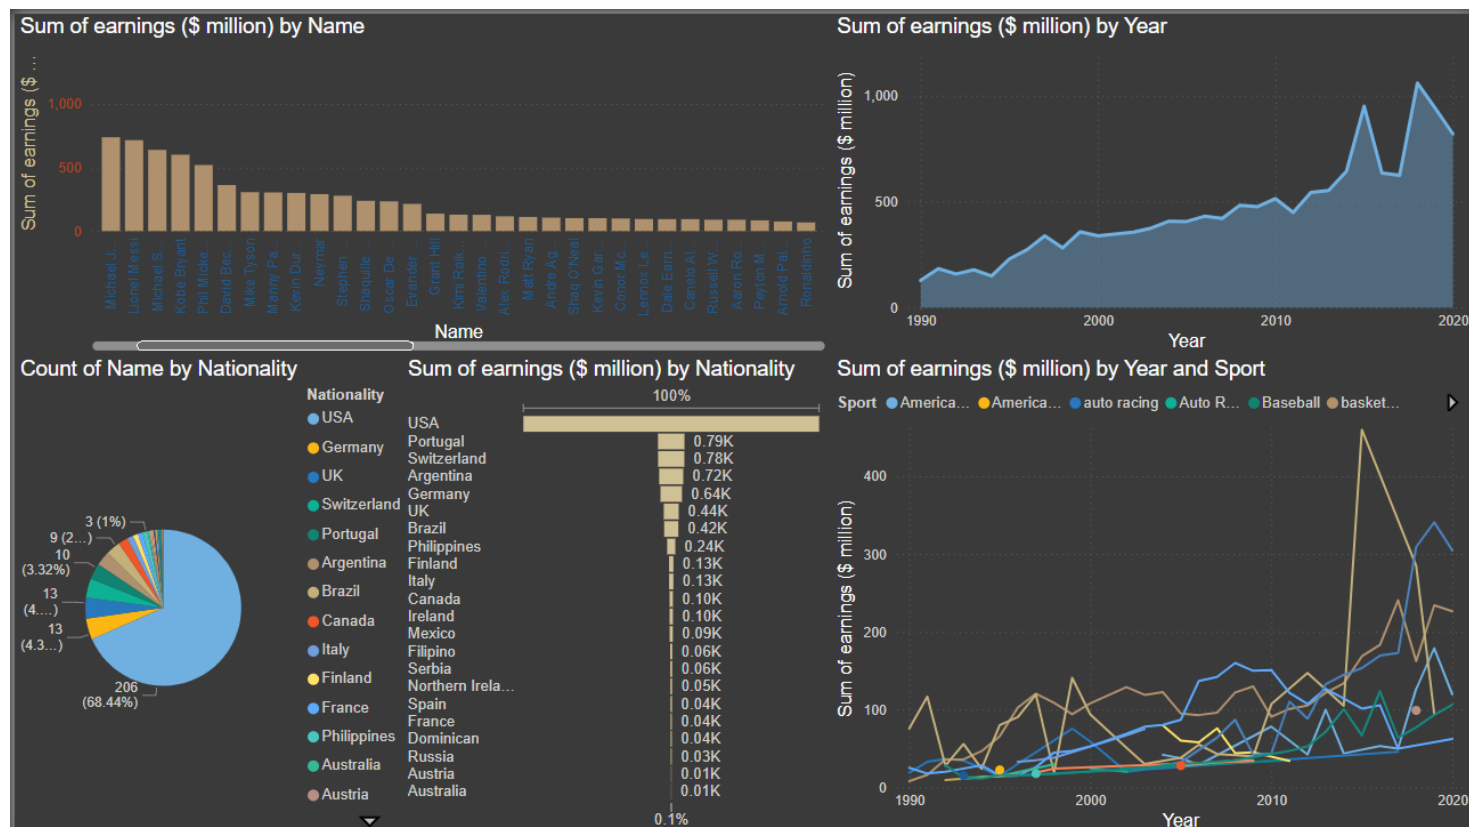 Sum of earnings ($ million) by Name
Sum of earnings ($ ...
1,000
500
0
Michael J...
Lionel Messi
Michael S...
Kobe Bryant
Phil Micke...
David Bec...
Mike Tyson
Manny Pa...
Kevin Dur...
Neymar
Stephen ...
Shaquille ...
Oscar De ...
Evander ...
Grant Hill
Kimi Raik...
Valentino ...
Alex Rodri...
Matt Ryan
Andre Ag...
Shaq O'Neal
Kevin Gar...
Conor Mc...
Lennox Le...
Dale Earn...
Canelo Al...
Russell W...
Aaron Ro...
Peyton M...
Arnold Pal...
Ronaldinho
Name
Sum of earnings ($ million) by Year
Sum of earnings ($ million)
1,000
500
0
1990
2000
2010
2020
Year
Count of Name by Nationality
Nationality
USA
Germany
UK
Switzerland
Portugal
Argentina
Brazil
Canada
Italy
Finland
France
Philippines
Australia
Austria
3 (1%)
9 (2...)
10
(3.32%)
13
(4....)
13
(4.3...)
206
(68.44%)
Sum of earnings ($ million) by Nationality
100%
USA
Portugal 0.79K
Switzerland 0.78K
Argentina 0.72K
Germany 0.64K
UK 0.44K
Brazil 0.42K
Philippines 0.24K
Finland 0.13K
Italy 0.13K
Canada 0.10K
Ireland 0.10K
Mexico 0.09K
Filipino 0.06K
Serbia 0.06K
Northern Irela... 0.05K
Spain 0.04K
France 0.04K
Dominican 0.04K
Russia 0.03K
Austria 0.01K
Australia 0.01K
0.1%
Sum of earnings ($ million) by Year and Sport
Sport America... America... auto racing Auto R... Baseball basket...
Sum of earnings ($ million)
400
300
200
100
0
1990
2000
2010
2020
Year